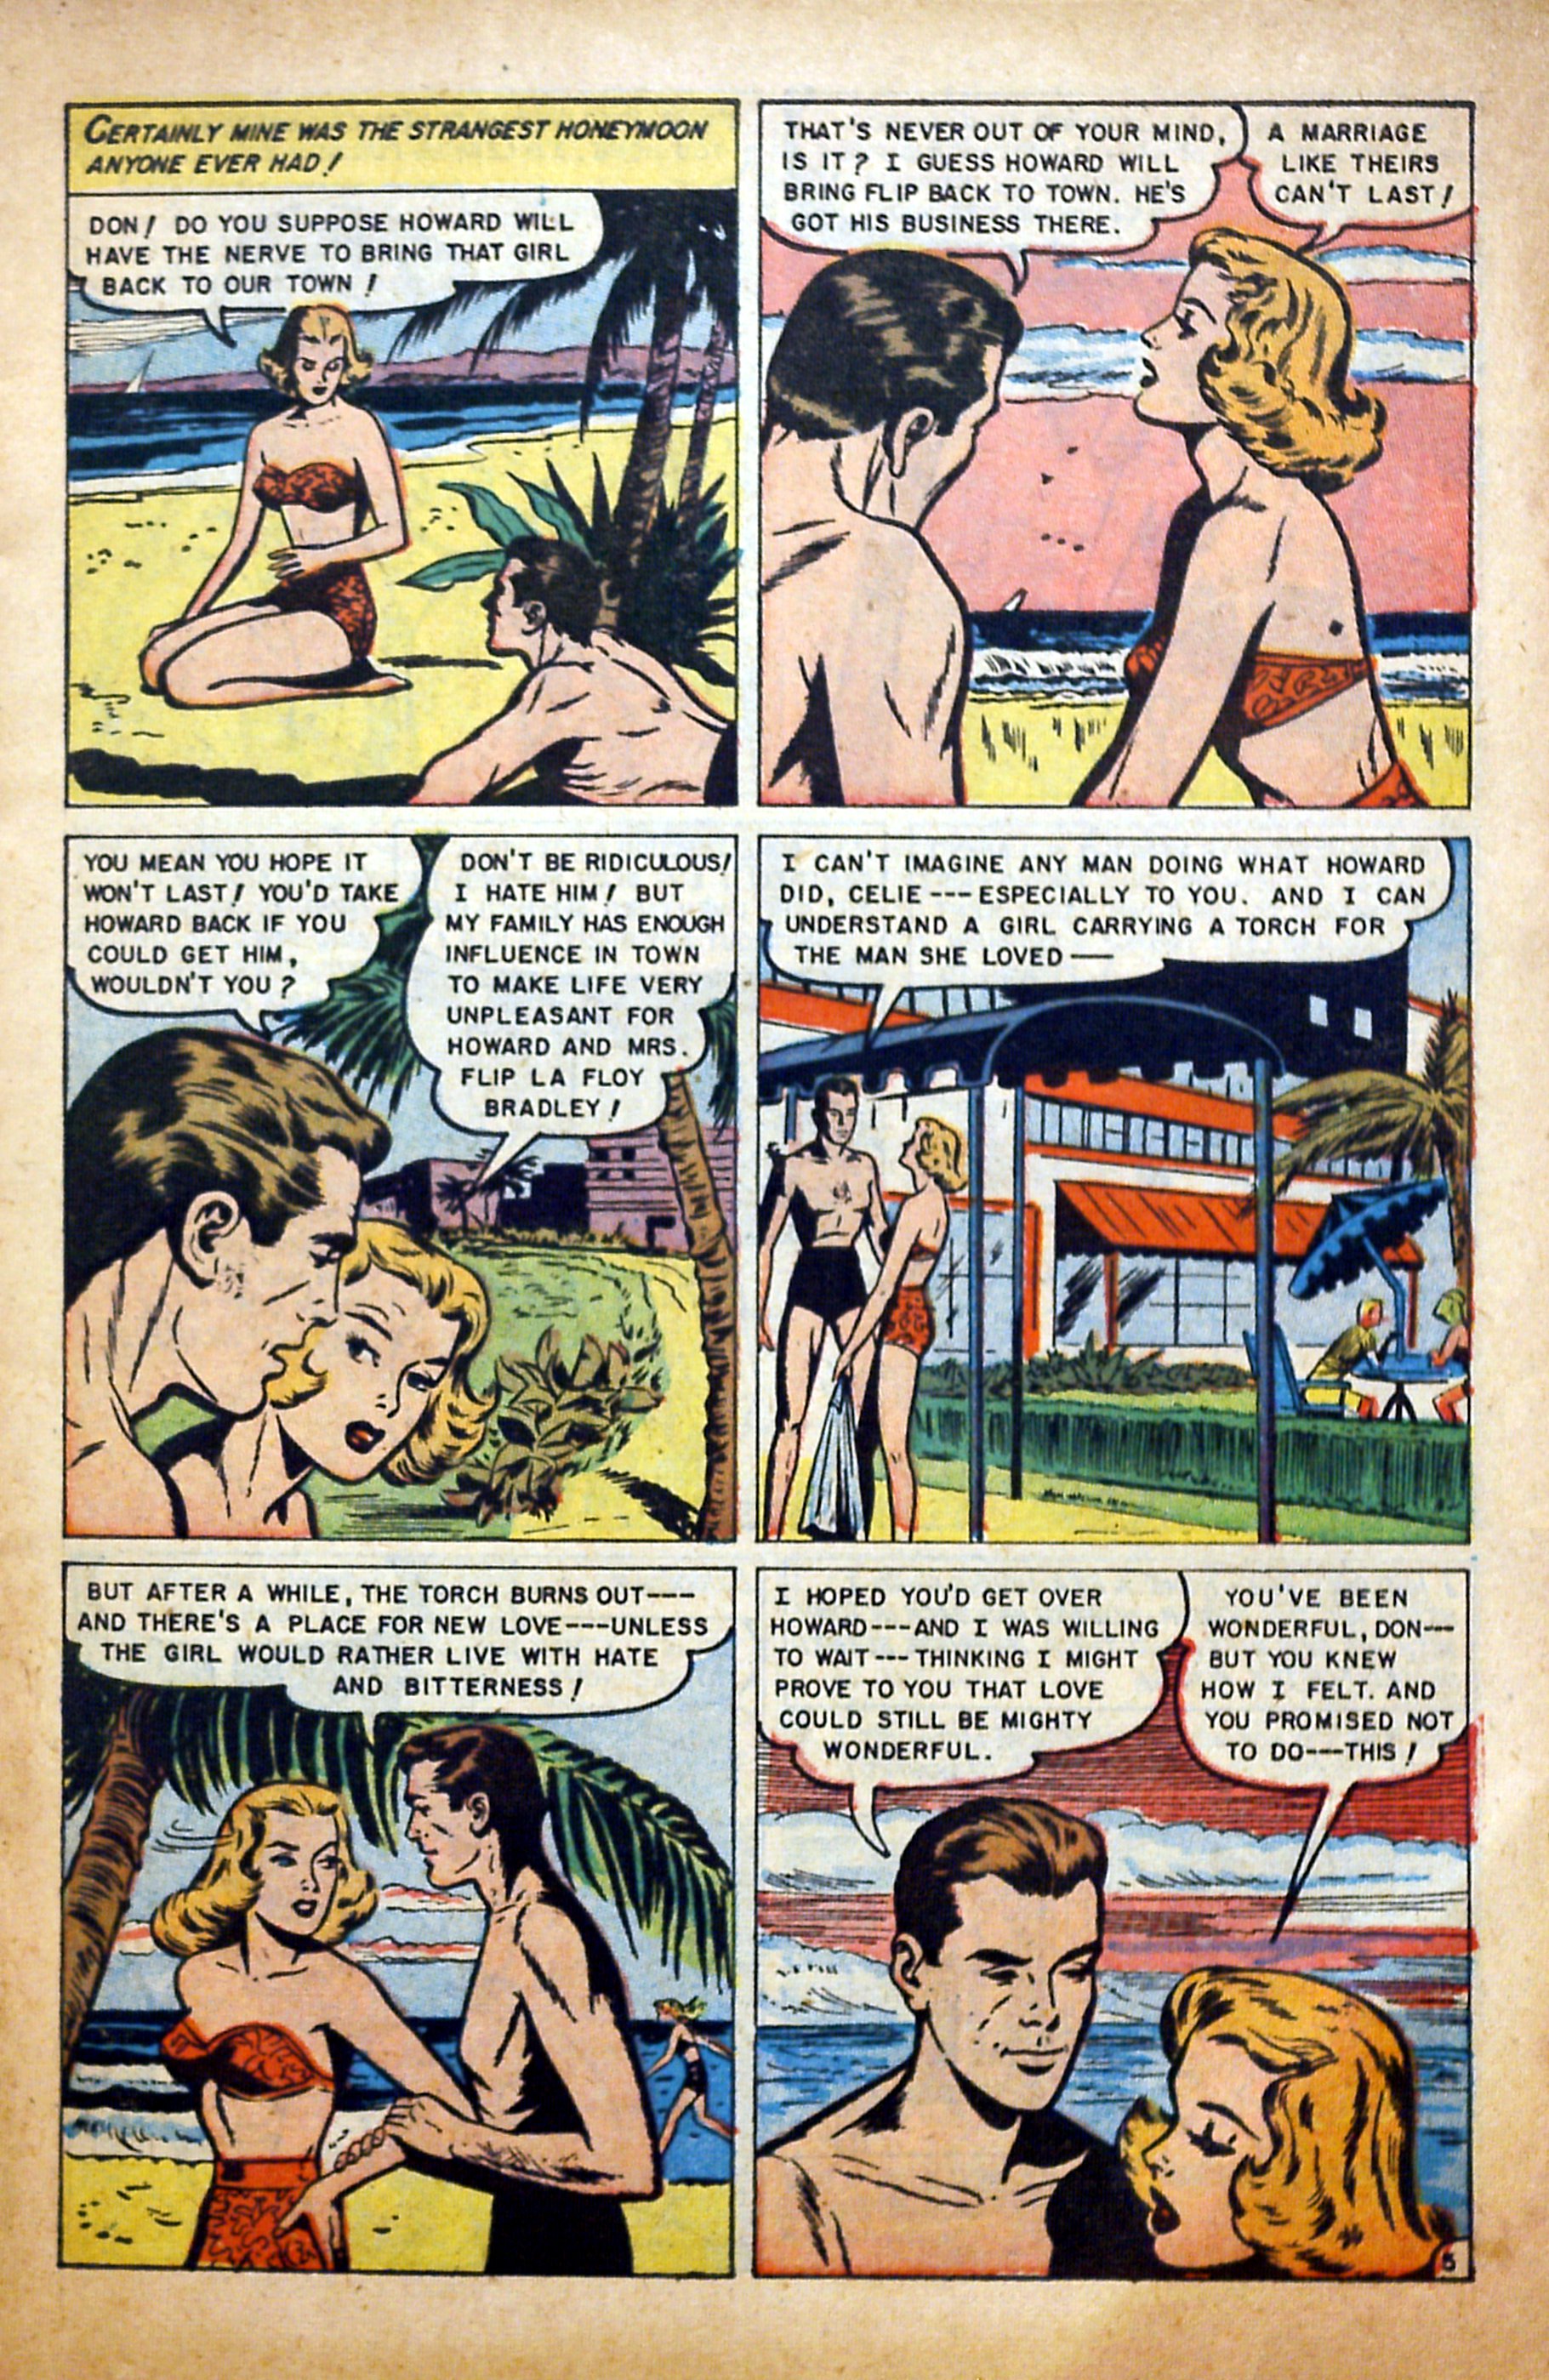 CERTAINLY MINE WAS THE STRANGEST HONEYMOON
ANYONE EVER HAD!
DON! DO YOU SUPPOSE HOWARD WILL
HAVE THE NERVE TO BRING THAT GIRL
BACK TO OUR TOWN!
THAT'S NEVER OUT OF YOUR MIND,
IS IT? I GUESS HOWARD WILL
BRING FLIP BACK TO TOWN. HE'S
GOT HIS BUSINESS THERE.
A MARRIAGE
LIKE THEIRS
CAN'T LAST!
YOU MEAN YOU HOPE IT
WON'T LAST! YOU'D TAKE
HOWARD BACK IF YOU
COULD GET HIM,
WOULDN'T YOU?
DON'T BE RIDICULOUS!
I HATE HIM! BUT
MY FAMILY HAS ENOUGH
INFLUENCE IN TOWN
TO MAKE LIFE VERY
UNPLEASANT FOR
HOWARD AND MRS.
FLIP LA FLOY
BRADLEY!
I CAN'T IMAGINE ANY MAN DOING WHAT HOWARD
DID, CELIE --- ESPECIALLY TO YOU. AND I CAN
UNDERSTAND A GIRL CARRYING A TORCH FOR
THE MAN SHE LOVED —
BUT AFTER A WHILE, THE TORCH BURNS OUT---
AND THERE'S A PLACE FOR NEW LOVE---UNLESS
THE GIRL WOULD RATHER LIVE WITH HATE
AND BITTERNESS!
I HOPED YOU'D GET OVER
HOWARD---AND I WAS WILLING
TO WAIT---THINKING I MIGHT
PROVE TO YOU THAT LOVE
COULD STILL BE MIGHTY
WONDERFUL.
YOU'VE BEEN
WONDERFUL, DON---
BUT YOU KNEW
HOW I FELT. AND
YOU PROMISED NOT
TO DO---THIS!
5